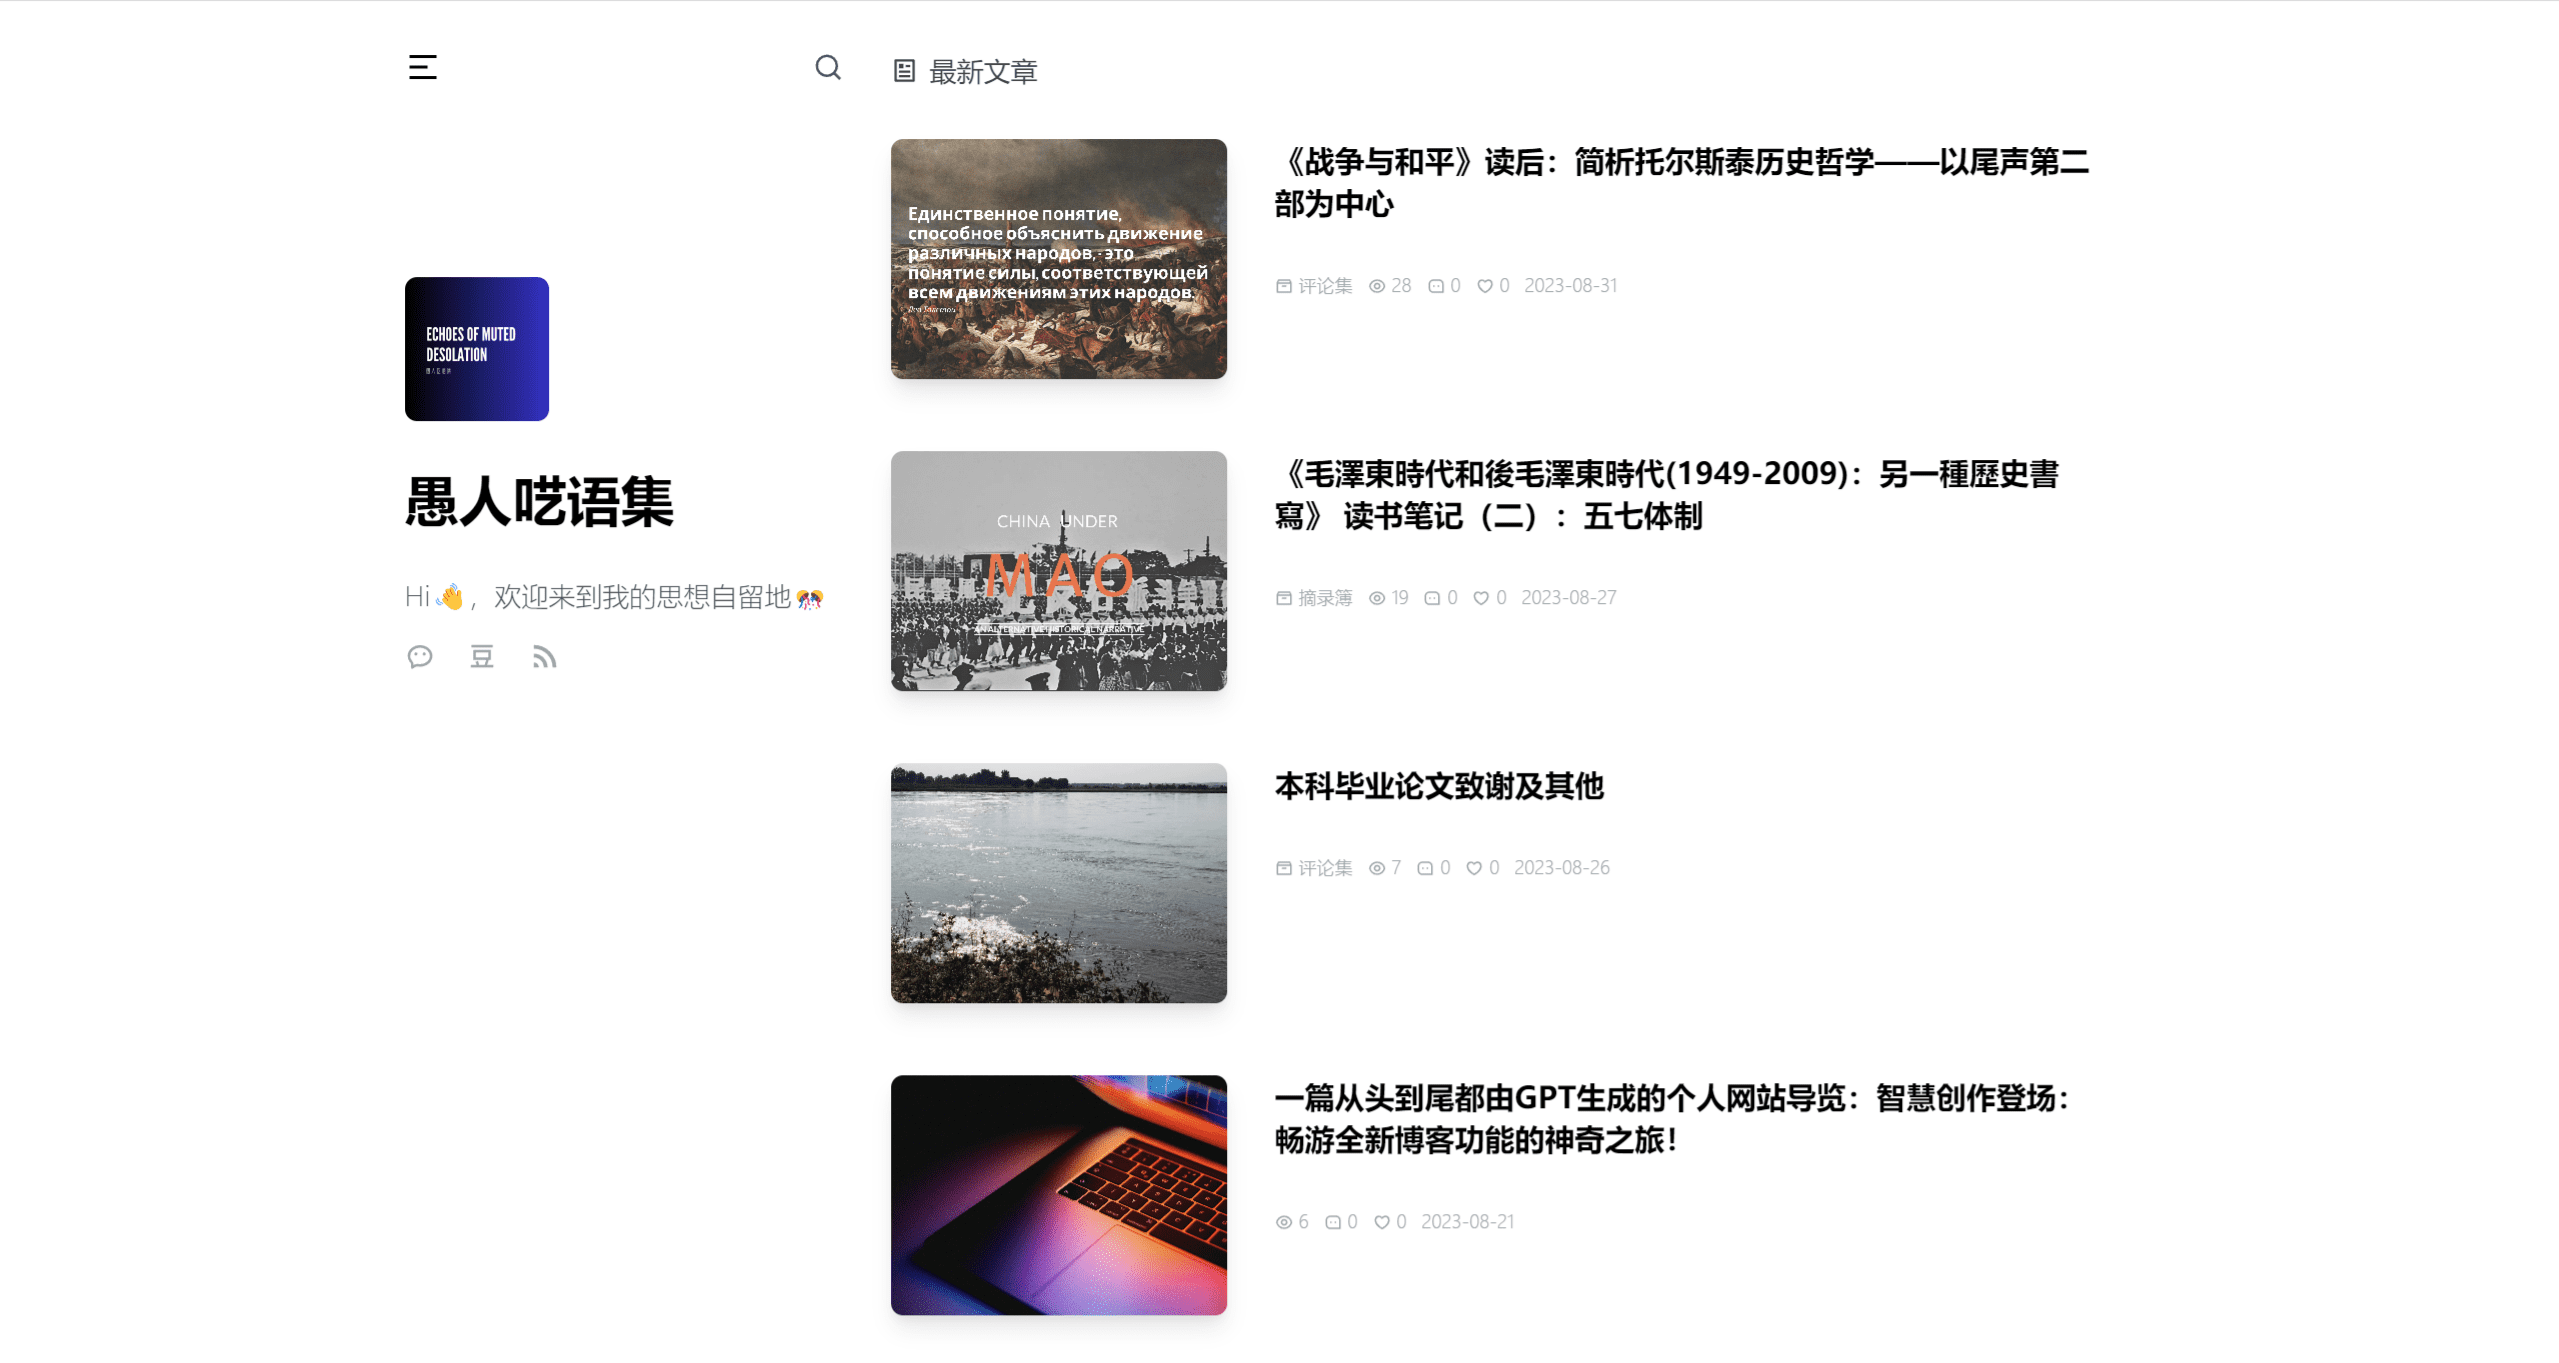 ECHOES OF MUTED
DESOLATION
愚人呓语集
Hi👋，欢迎来到我的思想自留地🎊
豆
最新文章
Единственное понятие,
способное объяснить движение
различных народов, - это
понятие силы, соответствующей
всем движениям этих народов.
《战争与和平》读后：简析托尔斯泰历史哲学——以尾声第二
部为中心
评论集 28 0 0 2023-08-31
CHINA UNDER
MAO
AN ALTERNATIVE HISTORICAL NARRATIVE
《毛澤東時代和後毛澤東時代(1949-2009)：另一種歷史書
寫》 读书笔记（二）：五七体制
摘录簿 19 0 0 2023-08-27
本科毕业论文致谢及其他
评论集 7 0 0 2023-08-26
一篇从头到尾都由GPT生成的个人网站导览：智慧创作登场：
畅游全新博客功能的神奇之旅！
6 0 0 2023-08-21